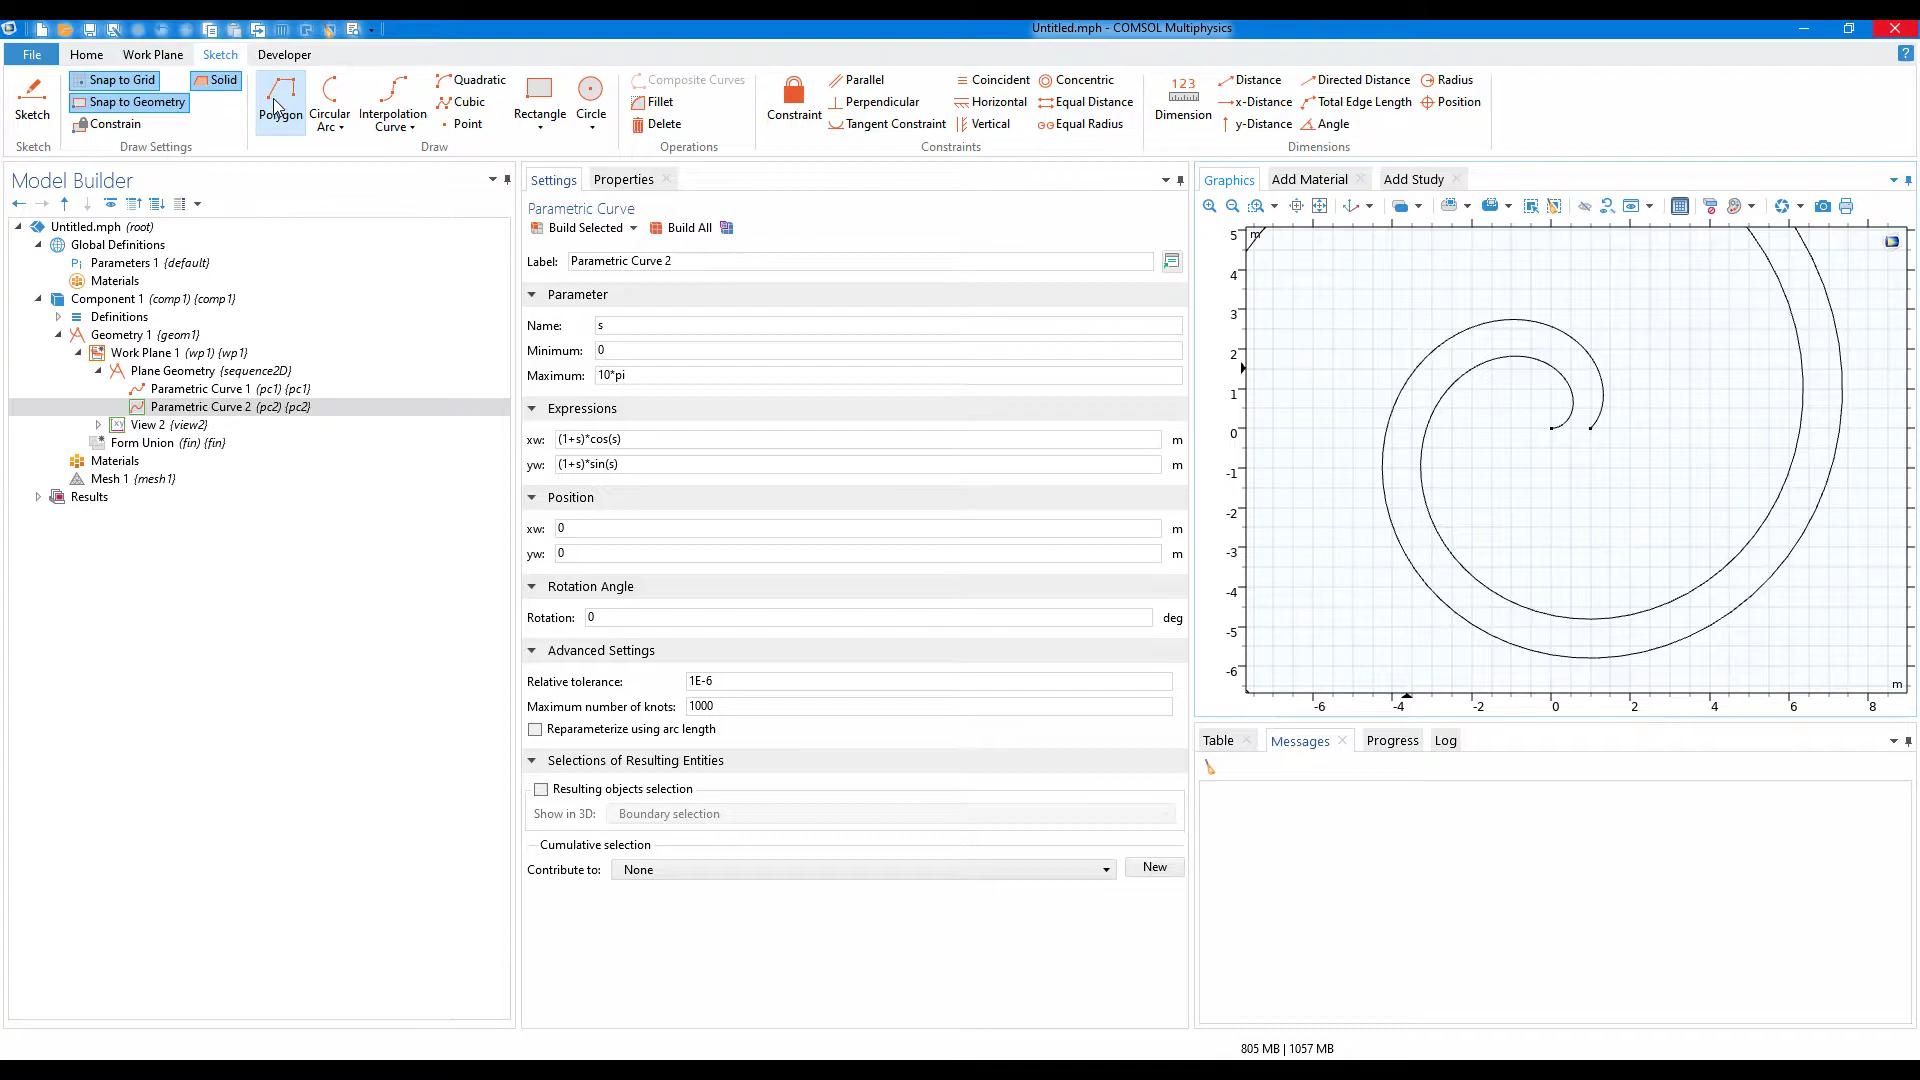 Untitled.mph - COMSOL Multiphysics
File Home Work Plane Sketch Developer ?
Sketch
Snap to Grid Solid
Snap to Geometry
Constrain
Polygon
Circular Arc
Interpolation Curve
Quadratic
Cubic
Point
Rectangle
Circle
Composite Curves
Fillet
Delete
Constraint
Parallel Coincident Concentric
Perpendicular Horizontal Equal Distance
Tangent Constraint Vertical Equal Radius
123
Dimension
Distance Directed Distance Radius
x-Distance Total Edge Length Position
y-Distance Angle
Sketch Draw Settings Draw Operations Constraints Dimensions
Model Builder
Untitled.mph (root)
Global Definitions
Pi Parameters 1 {default}
Materials
Component 1 (comp1) {comp1}
Definitions
Geometry 1 {geom1}
Work Plane 1 (wp1) {wp1}
Plane Geometry {sequence2D}
Parametric Curve 1 (pc1) {pc1}
Parametric Curve 2 (pc2) {pc2}
View 2 {view2}
Form Union (fin) {fin}
Materials
Mesh 1 {mesh1}
Results
Settings Properties
Parametric Curve
Build Selected Build All
Label: Parametric Curve 2
Parameter
Name: s
Minimum: 0
Maximum: 10*pi
Expressions
xw: (1+s)*cos(s) m
yw: (1+s)*sin(s) m
Position
xw: 0 m
yw: 0 m
Rotation Angle
Rotation: 0 deg
Advanced Settings
Relative tolerance: 1E-6
Maximum number of knots: 1000
Reparameterize using arc length
Selections of Resulting Entities
Resulting objects selection
Show in 3D: Boundary selection
Cumulative selection
Contribute to: None New
Graphics Add Material Add Study
m
5
4
3
2
1
0
-1
-2
-3
-4
-5
-6
m
-6 -4 -2 0 2 4 6 8
Table Messages Progress Log
805 MB | 1057 MB